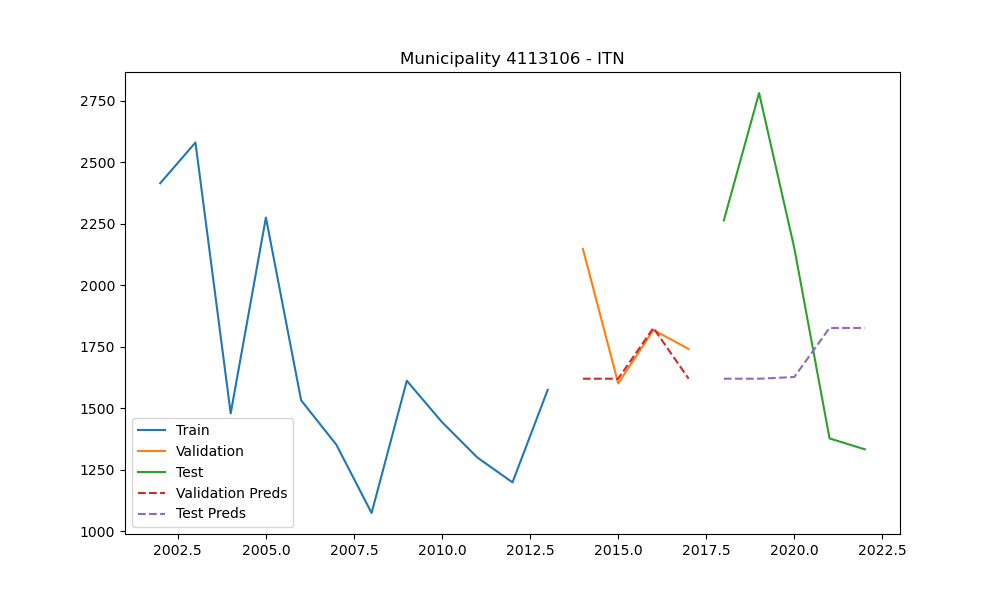 Municipality 4113106 - ITN
2750
2500
2250
2000
1750
1500
1250
1000
Train
Validation
Test
Validation Preds
Test Preds
2002.5 2005.0 2007.5 2010.0 2012.5 2015.0 2017.5 2020.0 2022.5